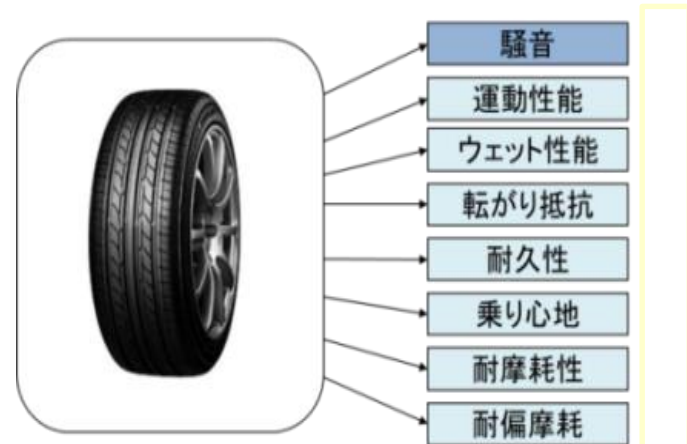 騒音
運動性能
ウェット性能
転がり抵抗
耐久性
乗り心地
耐摩耗性
耐偏摩耗